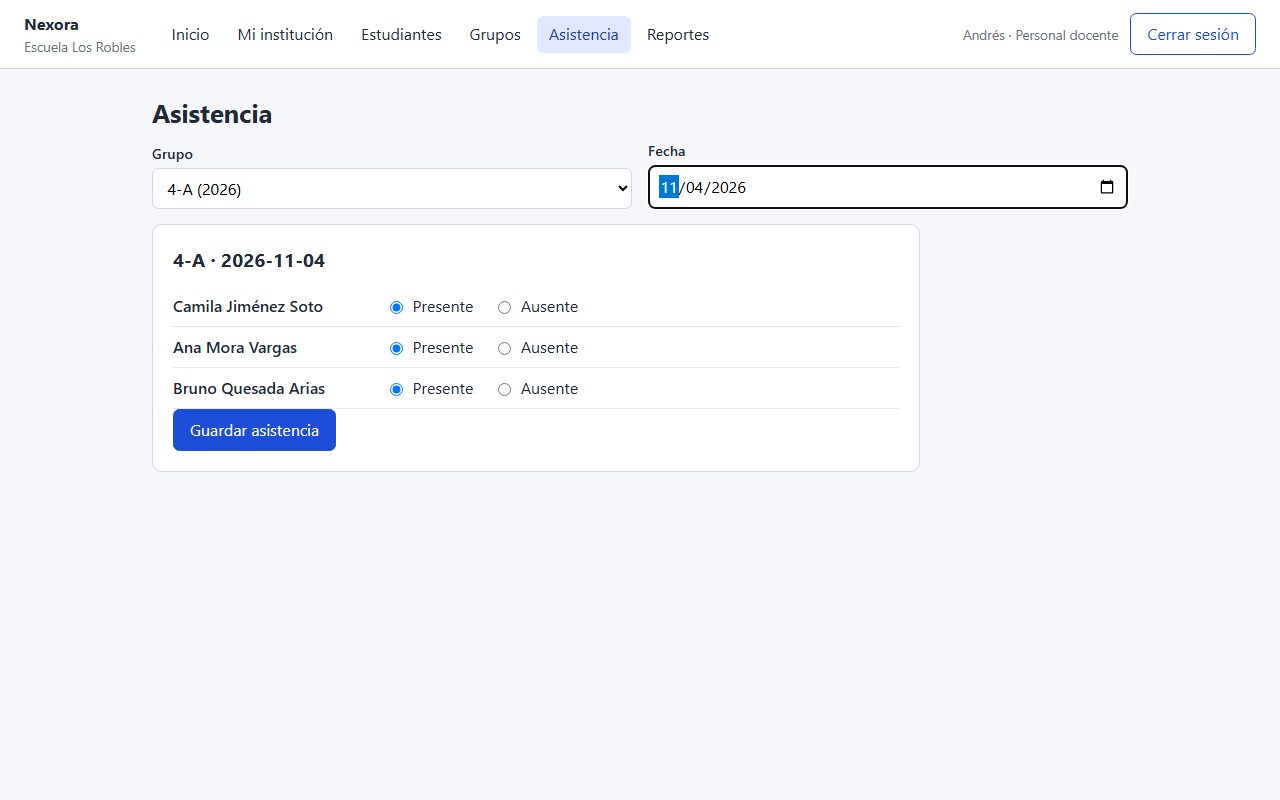 Nexora
Escuela Los Robles
Inicio Mi institución Estudiantes Grupos Asistencia Reportes
Andrés · Personal docente Cerrar sesión
Asistencia
Grupo
4-A (2026)
Fecha
11/04/2026
4-A · 2026-11-04
Camila Jiménez Soto Presente Ausente
Ana Mora Vargas Presente Ausente
Bruno Quesada Arias Presente Ausente
Guardar asistencia